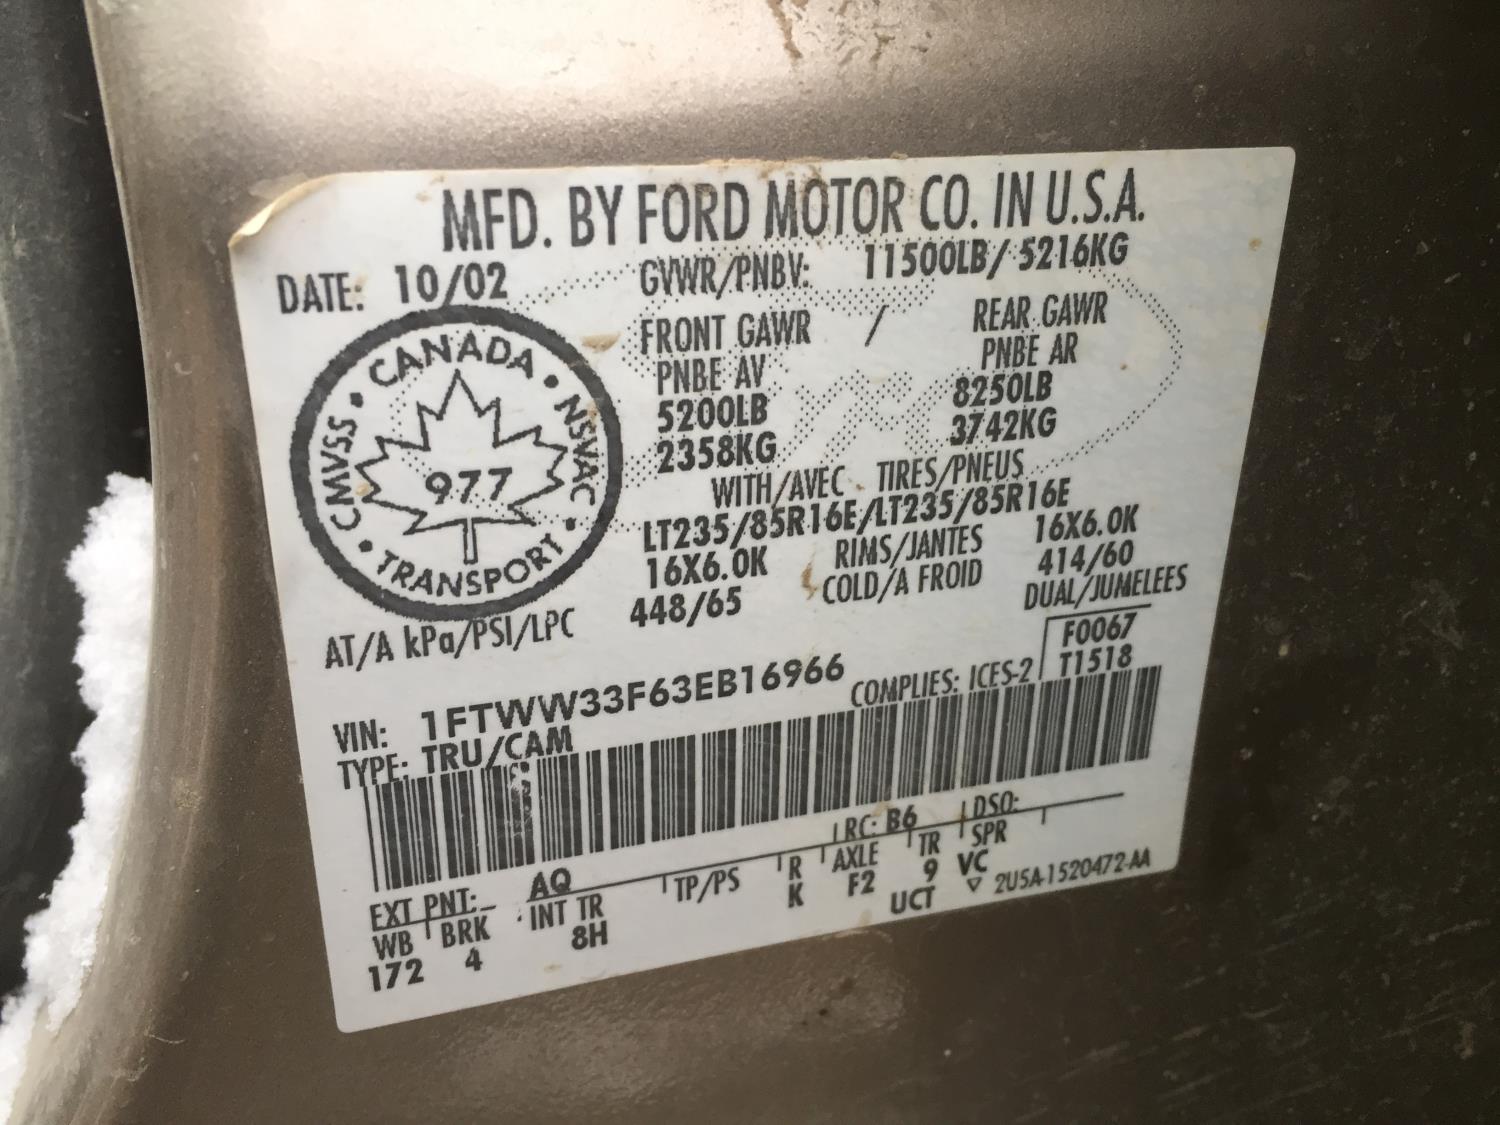 MFD. BY FORD MOTOR CO. IN U.S.A.
DATE: 10/02
GVWR/PNBV: 11500LB/ 5216KG
FRONT GAWR / REAR GAWR
PNBE AV PNBE AR
5200LB 8250LB
2358KG 3742KG
WITH/AVEC TIRES/PNEUS
LT235/85R16E/LT235/85R16E
16X6.0K RIMS/JANTES 16X6.0K
AT/A kPa/PSI/LPC 448/65 COLD/A FROID 414/60
DUAL/JUMELEES
CANADA • NSVAC • TRANSPORT • CMVSS •
977
F0067
T1518
VIN: 1FTWW33F63EB16966 COMPLIES: ICES-2
TYPE: TRU/CAM
EXT PNT: AQ RC: B6 DSO:
WB BRK INT TR TP/PS R AXLE TR SPR
172 4 8H K F2 9 VC
UCT ▽ 2U5A-1520472-AA